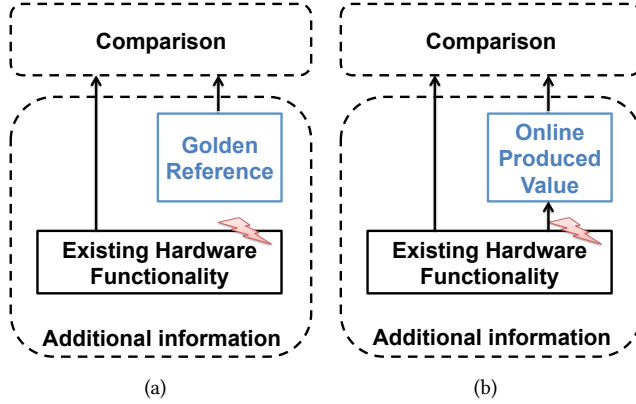 Comparison
Golden
Reference
Existing Hardware
Functionality
Additional information
(a)
Comparison
Online
Produced
Value
Existing Hardware
Functionality
Additional information
(b)